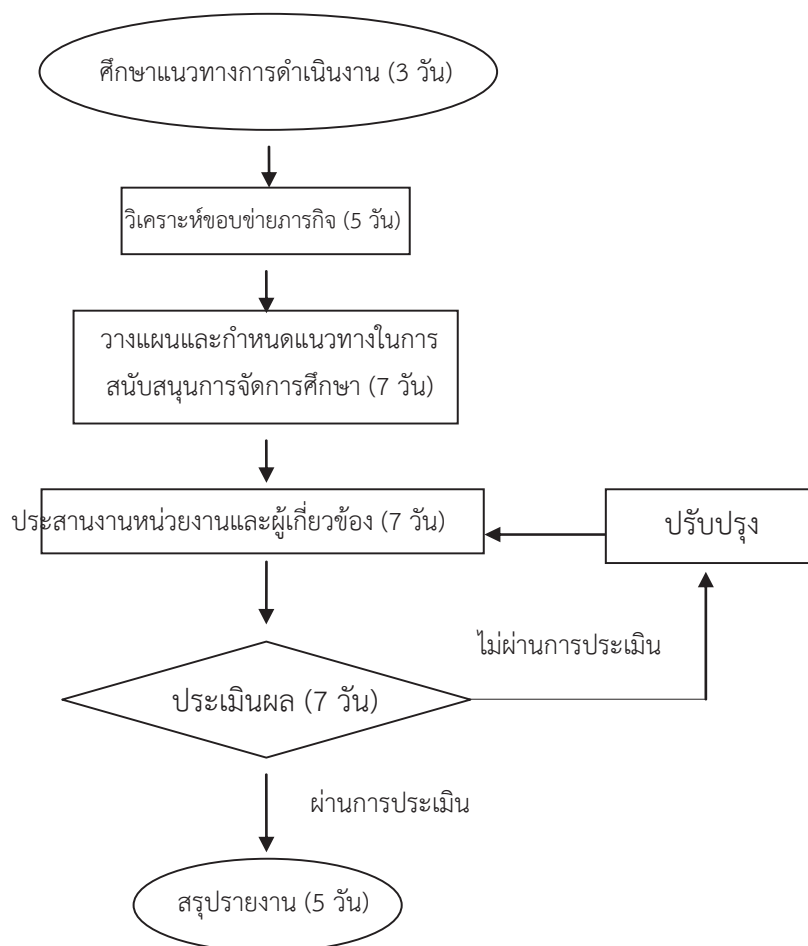 ศึกษาแนวทางการดำเนินงาน (3 วัน)
วิเคราะห์ขอบข่ายภารกิจ (5 วัน)
วางแผนและกำหนดแนวทางในการ
สนับสนุนการจัดการศึกษา (7 วัน)
ประสานงานหน่วยงานและผู้เกี่ยวข้อง (7 วัน)
ปรับปรุง
ไม่ผ่านการประเมิน
ประเมินผล (7 วัน)
ผ่านการประเมิน
สรุปรายงาน (5 วัน)